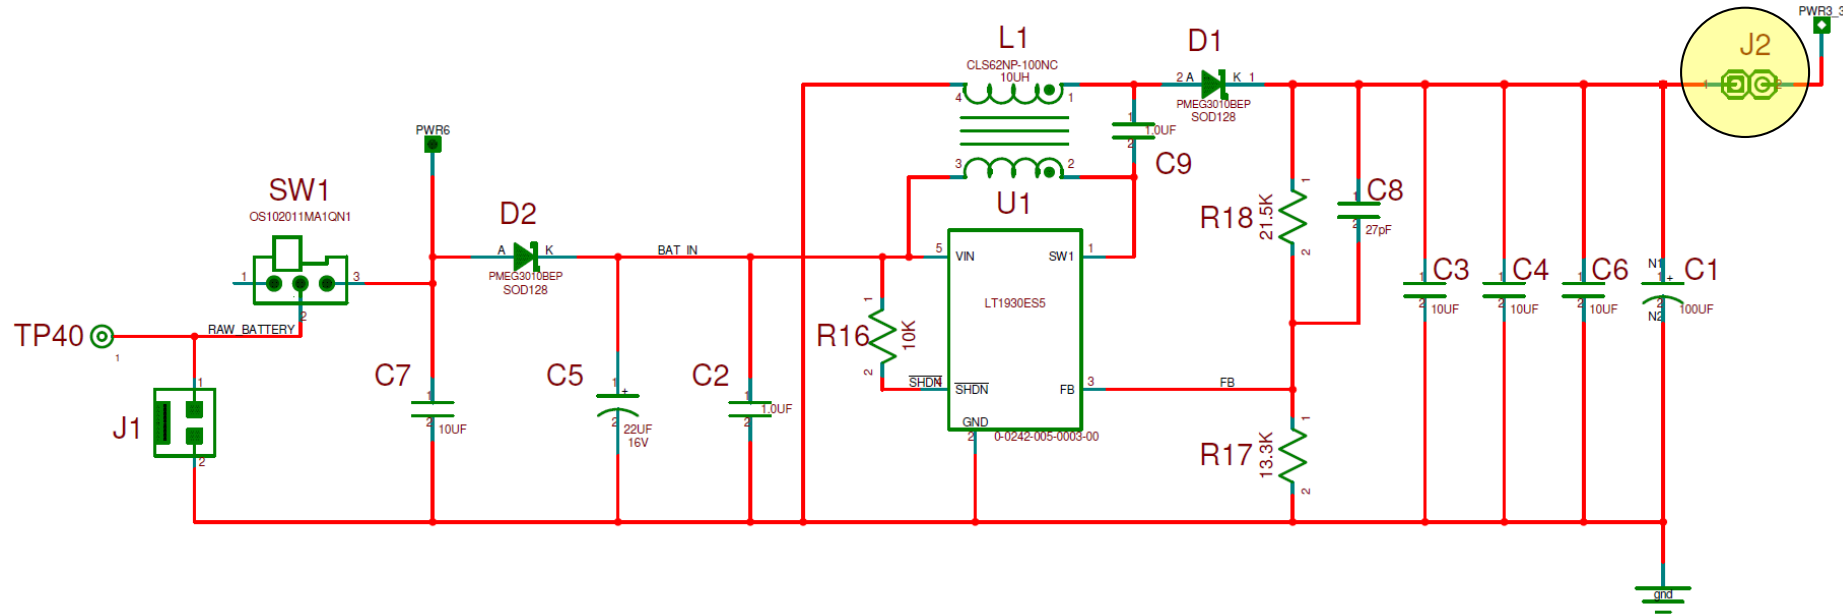 PWR3_3
J2
1
2
L1
CLS62NP-100NC
10UH
4
1
3
2
D1
2 A
K 1
PMEG3010BEP
SOD128
1
1.0UF
2
C9
PWR6
SW1
OS102011MA1QN1
1
3
2
D2
A
K
PMEG3010BEP
SOD128
BAT_IN
U1
5
VIN
SW1
1
LT1930ES5
SHDN
4
SHDN
FB
3
FB
GND
2
0-0242-005-0003-00
R18
21.5K
1
2
C8
1
2
27pF
C3
1
2
10UF
C4
1
2
10UF
C6
1
2
10UF
N1
1
+
C1
2
N2
100UF
TP40
1
RAW_BATTERY
R16
10K
1
2
C7
1
2
10UF
C5
1
+
2
22UF
16V
C2
1
1.0UF
2
J1
1
2
R17
13.3K
1
2
gnd